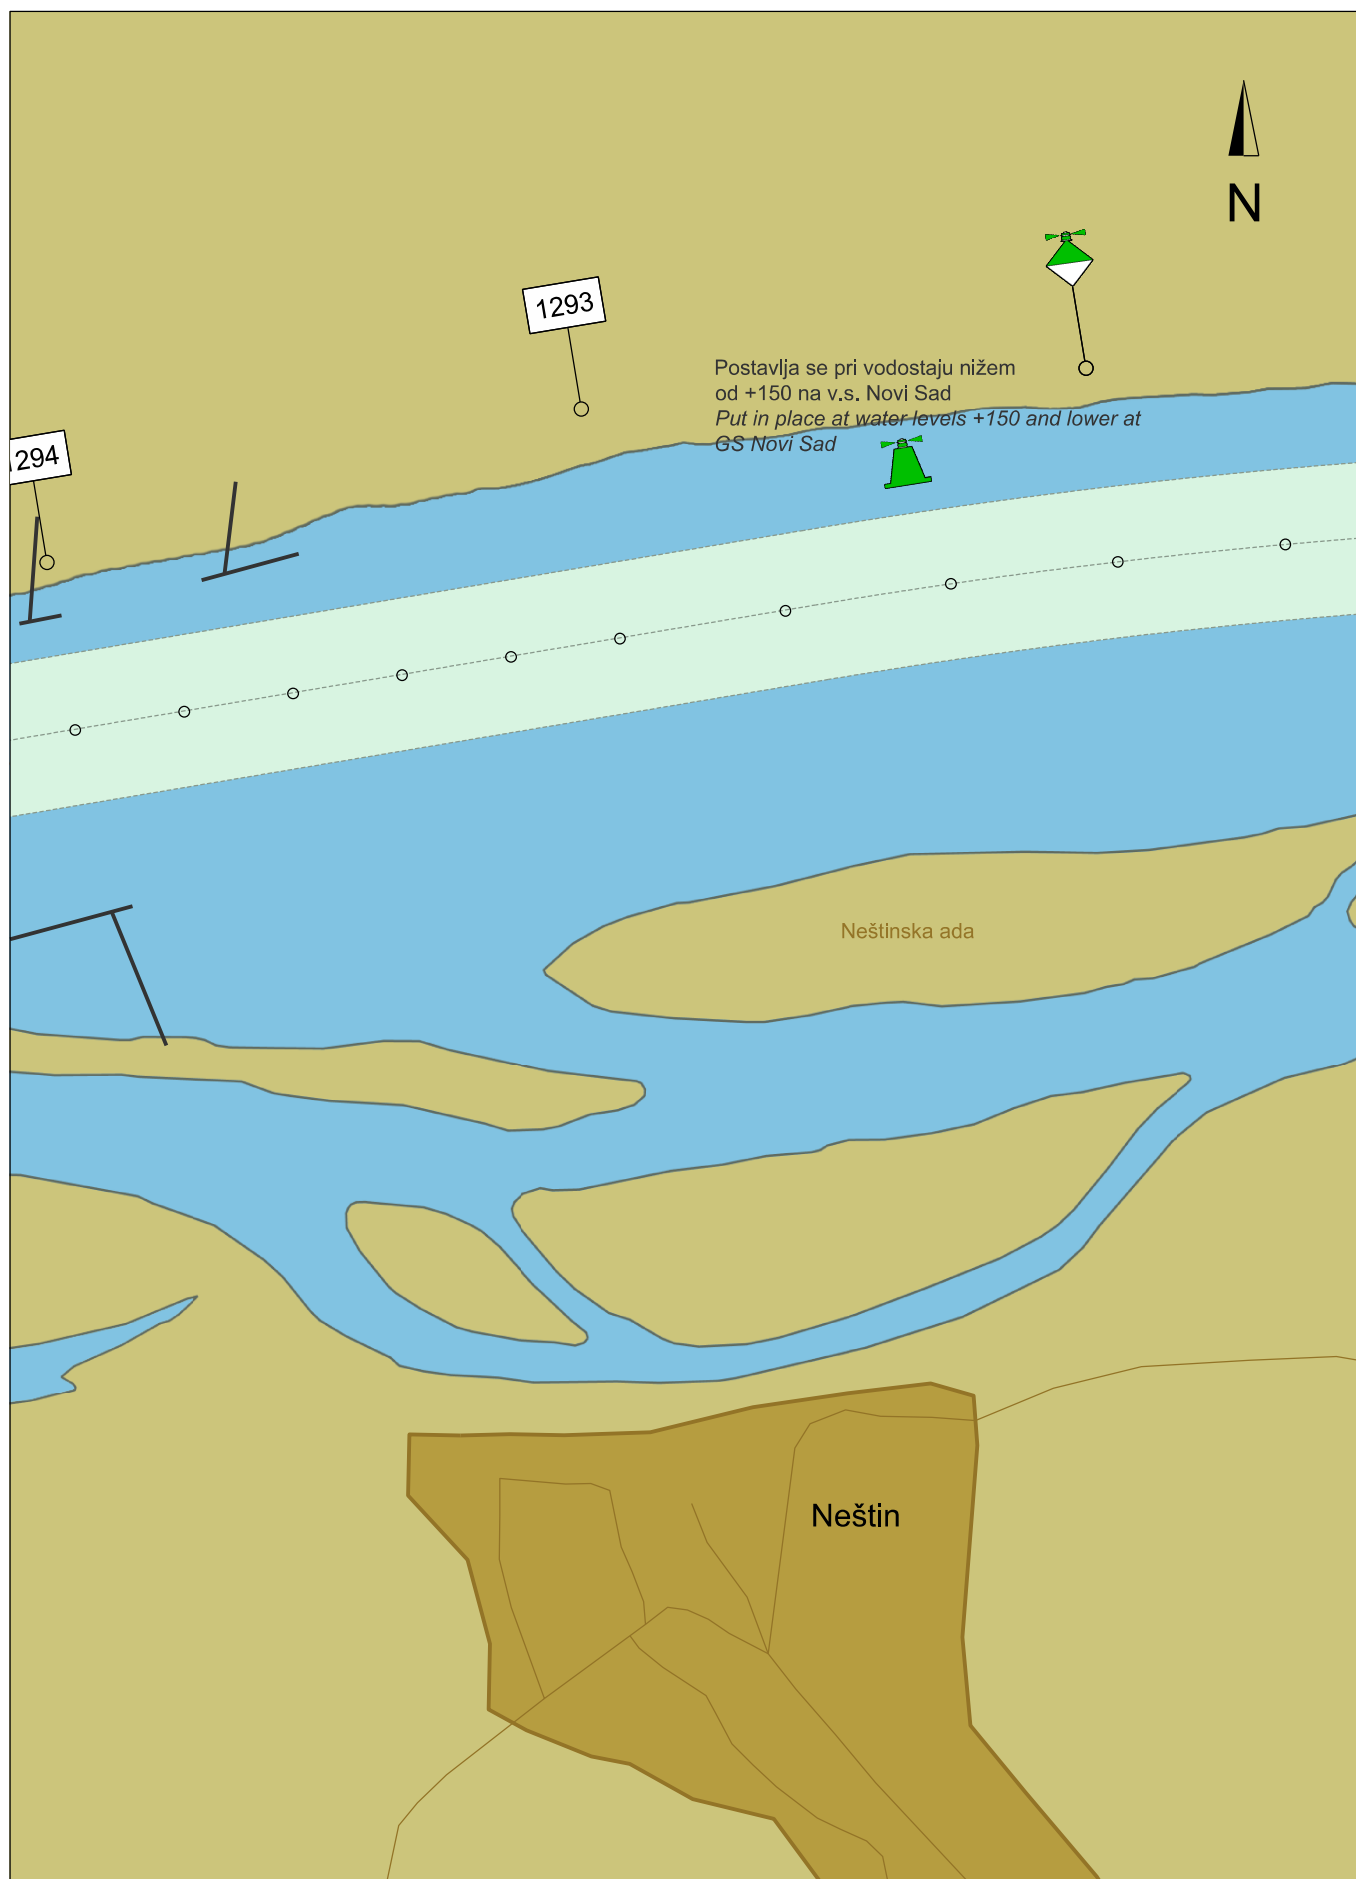 N
1293
Postavlja se pri vodostaju nižem
od +150 na v.s. Novi Sad
Put in place at water levels +150 and lower at
GS Novi Sad
1294
Neštinska ada
Neštin